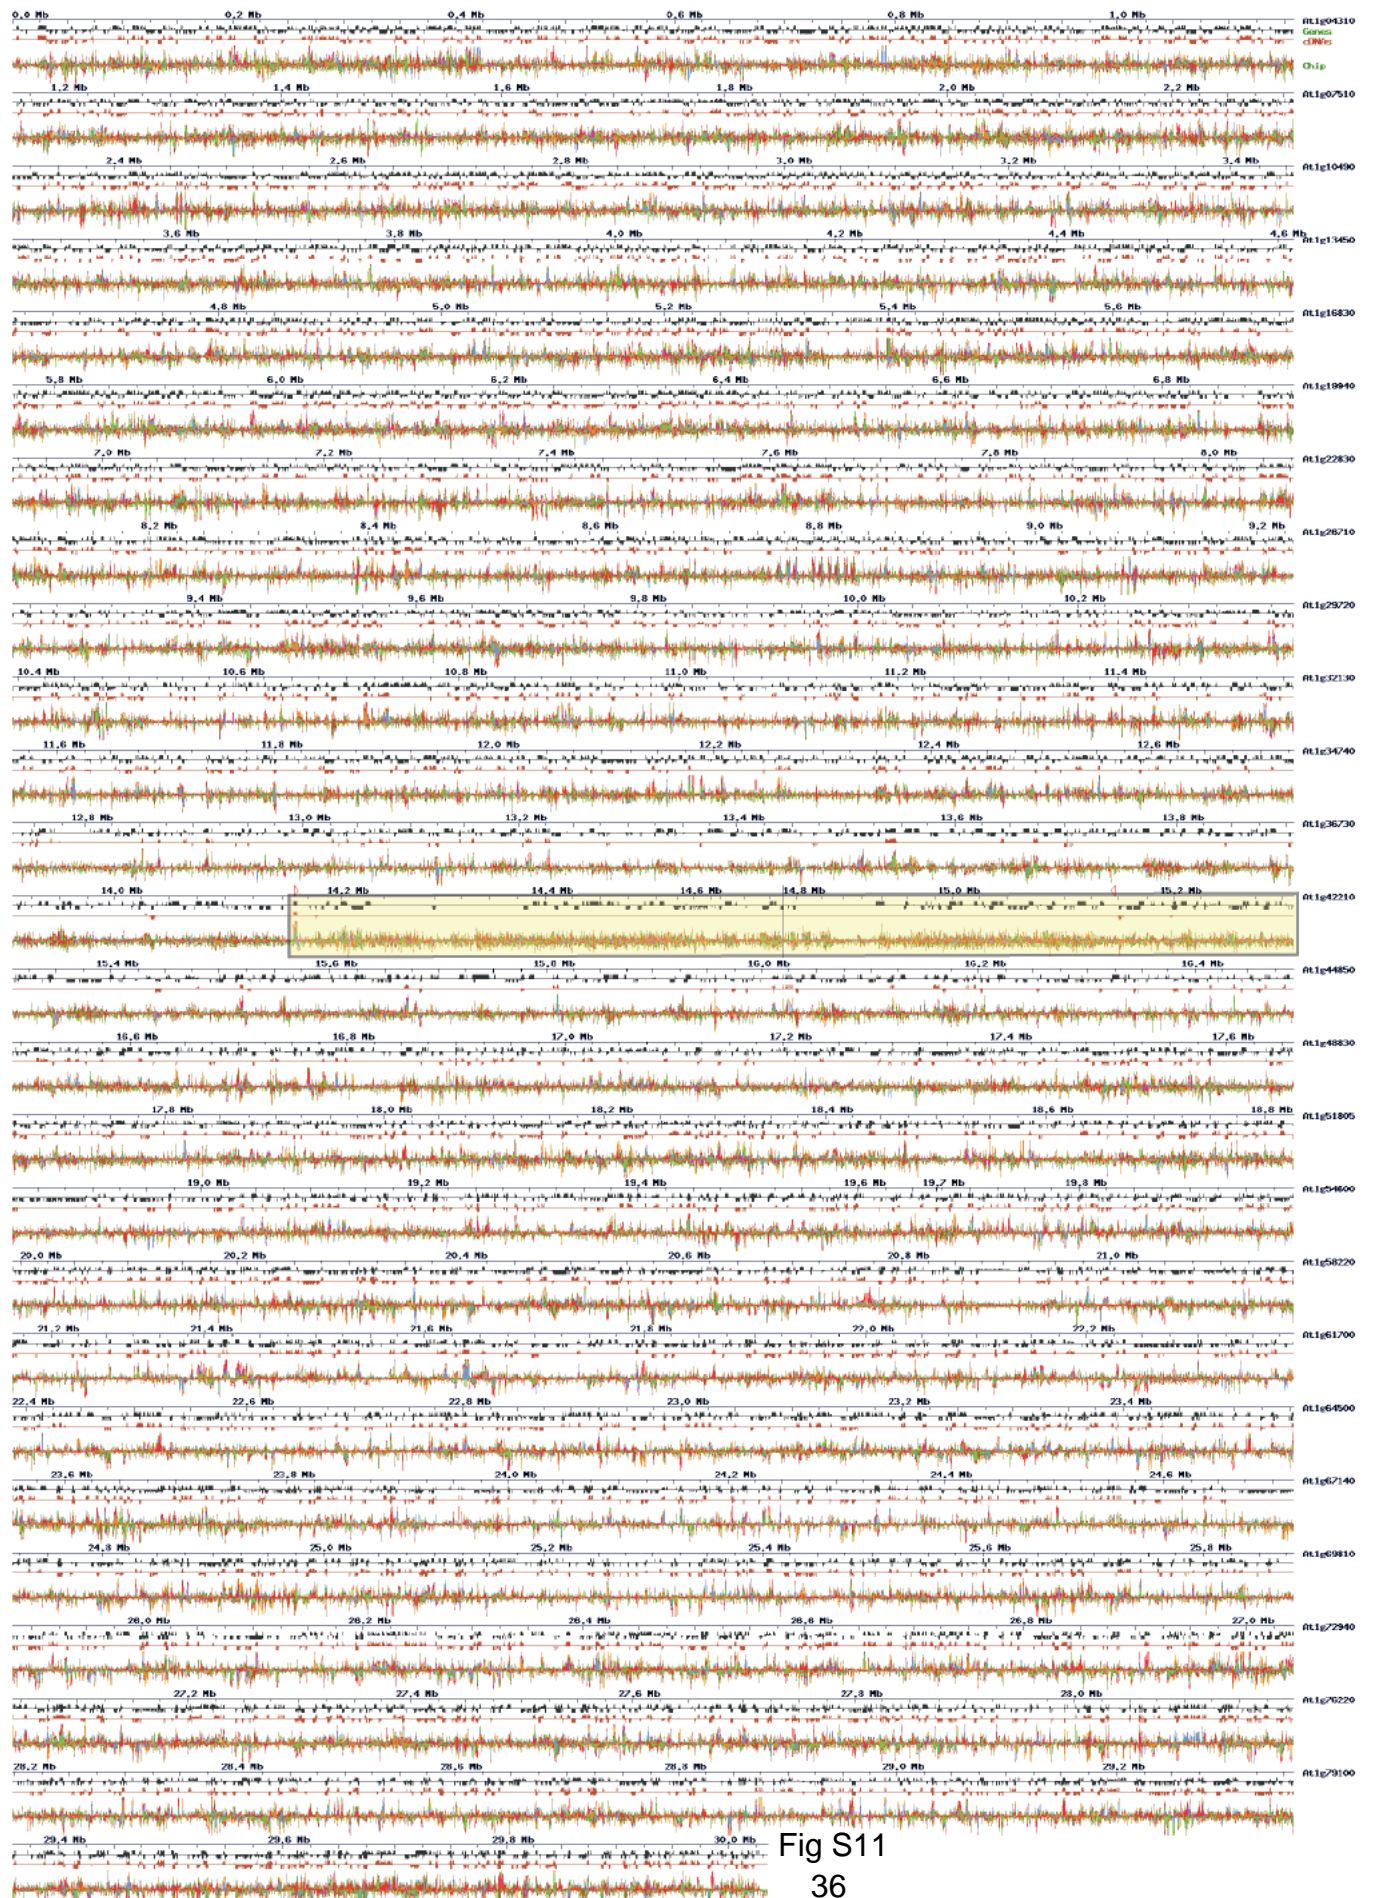 0.0 Mb 0.2 Mb 0.4 Mb 0.6 Mb 0.8 Mb 1.0 Mb At1g04310
Genes
cDNAs
Chip
1.2 Mb 1.4 Mb 1.6 Mb 1.8 Mb 2.0 Mb 2.2 Mb At1g07510
2.4 Mb 2.6 Mb 2.8 Mb 3.0 Mb 3.2 Mb 3.4 Mb At1g10490
3.6 Mb 3.8 Mb 4.0 Mb 4.2 Mb 4.4 Mb 4.6 Mb At1g13450
4.8 Mb 5.0 Mb 5.2 Mb 5.4 Mb 5.6 Mb At1g16830
5.8 Mb 6.0 Mb 6.2 Mb 6.4 Mb 6.6 Mb 6.8 Mb At1g19940
7.0 Mb 7.2 Mb 7.4 Mb 7.6 Mb 7.8 Mb 8.0 Mb At1g22830
8.2 Mb 8.4 Mb 8.6 Mb 8.8 Mb 9.0 Mb 9.2 Mb At1g26710
9.4 Mb 9.6 Mb 9.8 Mb 10.0 Mb 10.2 Mb At1g29720
10.4 Mb 10.6 Mb 10.8 Mb 11.0 Mb 11.2 Mb 11.4 Mb At1g32130
11.6 Mb 11.8 Mb 12.0 Mb 12.2 Mb 12.4 Mb 12.6 Mb At1g34740
12.8 Mb 13.0 Mb 13.2 Mb 13.4 Mb 13.6 Mb 13.8 Mb At1g36730
14.0 Mb 14.2 Mb 14.4 Mb 14.6 Mb 14.8 Mb 15.0 Mb 15.2 Mb At1g42210
15.4 Mb 15.6 Mb 15.8 Mb 16.0 Mb 16.2 Mb 16.4 Mb At1g44850
16.6 Mb 16.8 Mb 17.0 Mb 17.2 Mb 17.4 Mb 17.6 Mb At1g48830
17.8 Mb 18.0 Mb 18.2 Mb 18.4 Mb 18.6 Mb 18.8 Mb At1g51805
19.0 Mb 19.2 Mb 19.4 Mb 19.6 Mb 19.7 Mb 19.8 Mb At1g54600
20.0 Mb 20.2 Mb 20.4 Mb 20.6 Mb 20.8 Mb 21.0 Mb At1g58220
21.2 Mb 21.4 Mb 21.6 Mb 21.8 Mb 22.0 Mb 22.2 Mb At1g61700
22.4 Mb 22.6 Mb 22.8 Mb 23.0 Mb 23.2 Mb 23.4 Mb At1g64500
23.6 Mb 23.8 Mb 24.0 Mb 24.2 Mb 24.4 Mb 24.6 Mb At1g67140
24.8 Mb 25.0 Mb 25.2 Mb 25.4 Mb 25.6 Mb 25.8 Mb At1g69810
26.0 Mb 26.2 Mb 26.4 Mb 26.6 Mb 26.8 Mb 27.0 Mb At1g72940
27.2 Mb 27.4 Mb 27.6 Mb 27.8 Mb 28.0 Mb At1g76220
28.2 Mb 28.4 Mb 28.6 Mb 28.8 Mb 29.0 Mb 29.2 Mb At1g79100
29.4 Mb 29.6 Mb 29.8 Mb 30.0 Mb
Fig S11
36